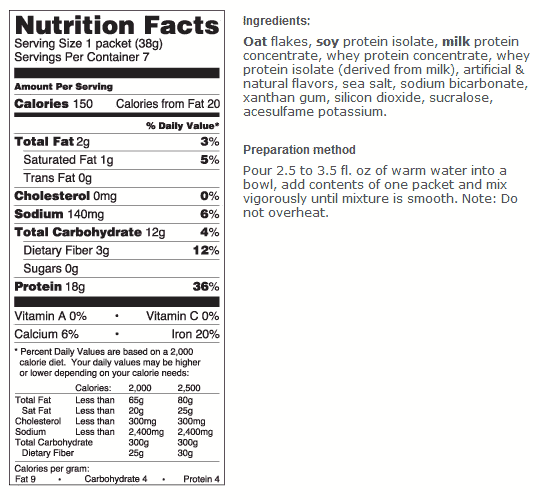 Nutrition Facts
Serving Size 1 packet (38g)
Servings Per Container 7
Amount Per Serving
Calories 150 Calories from Fat 20
% Daily Value*
Total Fat 2g 3%
Saturated Fat 1g 5%
Trans Fat 0g
Cholesterol 0mg 0%
Sodium 140mg 6%
Total Carbohydrate 12g 4%
Dietary Fiber 3g 12%
Sugars 0g
Protein 18g 36%
Vitamin A 0% • Vitamin C 0%
Calcium 6% • Iron 20%
* Percent Daily Values are based on a 2,000
calorie diet. Your daily values may be higher
or lower depending on your calorie needs:
Calories: 2,000 2,500
Total Fat Less than 65g 80g
Sat Fat Less than 20g 25g
Cholesterol Less than 300mg 300mg
Sodium Less than 2,400mg 2,400mg
Total Carbohydrate 300g 300g
Dietary Fiber 25g 30g
Calories per gram:
Fat 9 • Carbohydrate 4 • Protein 4
Ingredients:
Oat flakes, soy protein isolate, milk protein
concentrate, whey protein concentrate, whey
protein isolate (derived from milk), artificial &
natural flavors, sea salt, sodium bicarbonate,
xanthan gum, silicon dioxide, sucralose,
acesulfame potassium.
Preparation method
Pour 2.5 to 3.5 fl. oz of warm water into a
bowl, add contents of one packet and mix
vigorously until mixture is smooth. Note: Do
not overheat.